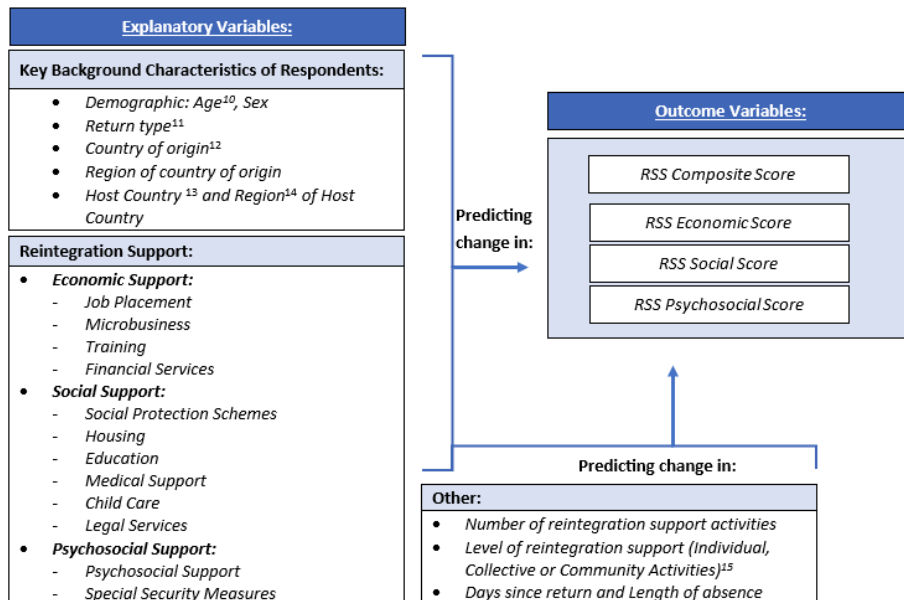 Explanatory Variables:
Key Background Characteristics of Respondents:
• Demographic: Age¹⁰, Sex
• Return type¹¹
• Country of origin¹²
• Region of country of origin
• Host Country ¹³ and Region¹⁴ of Host
Country
Reintegration Support:
• Economic Support:
- Job Placement
- Microbusiness
- Training
- Financial Services
• Social Support:
- Social Protection Schemes
- Housing
- Education
- Medical Support
- Child Care
- Legal Services
• Psychosocial Support:
- Psychosocial Support
- Special Security Measures
Predicting
change in:
Outcome Variables:
RSS Composite Score
RSS Economic Score
RSS Social Score
RSS Psychosocial Score
Predicting change in:
Other:
• Number of reintegration support activities
• Level of reintegration support (Individual,
Collective or Community Activities)¹⁵
• Days since return and Length of absence